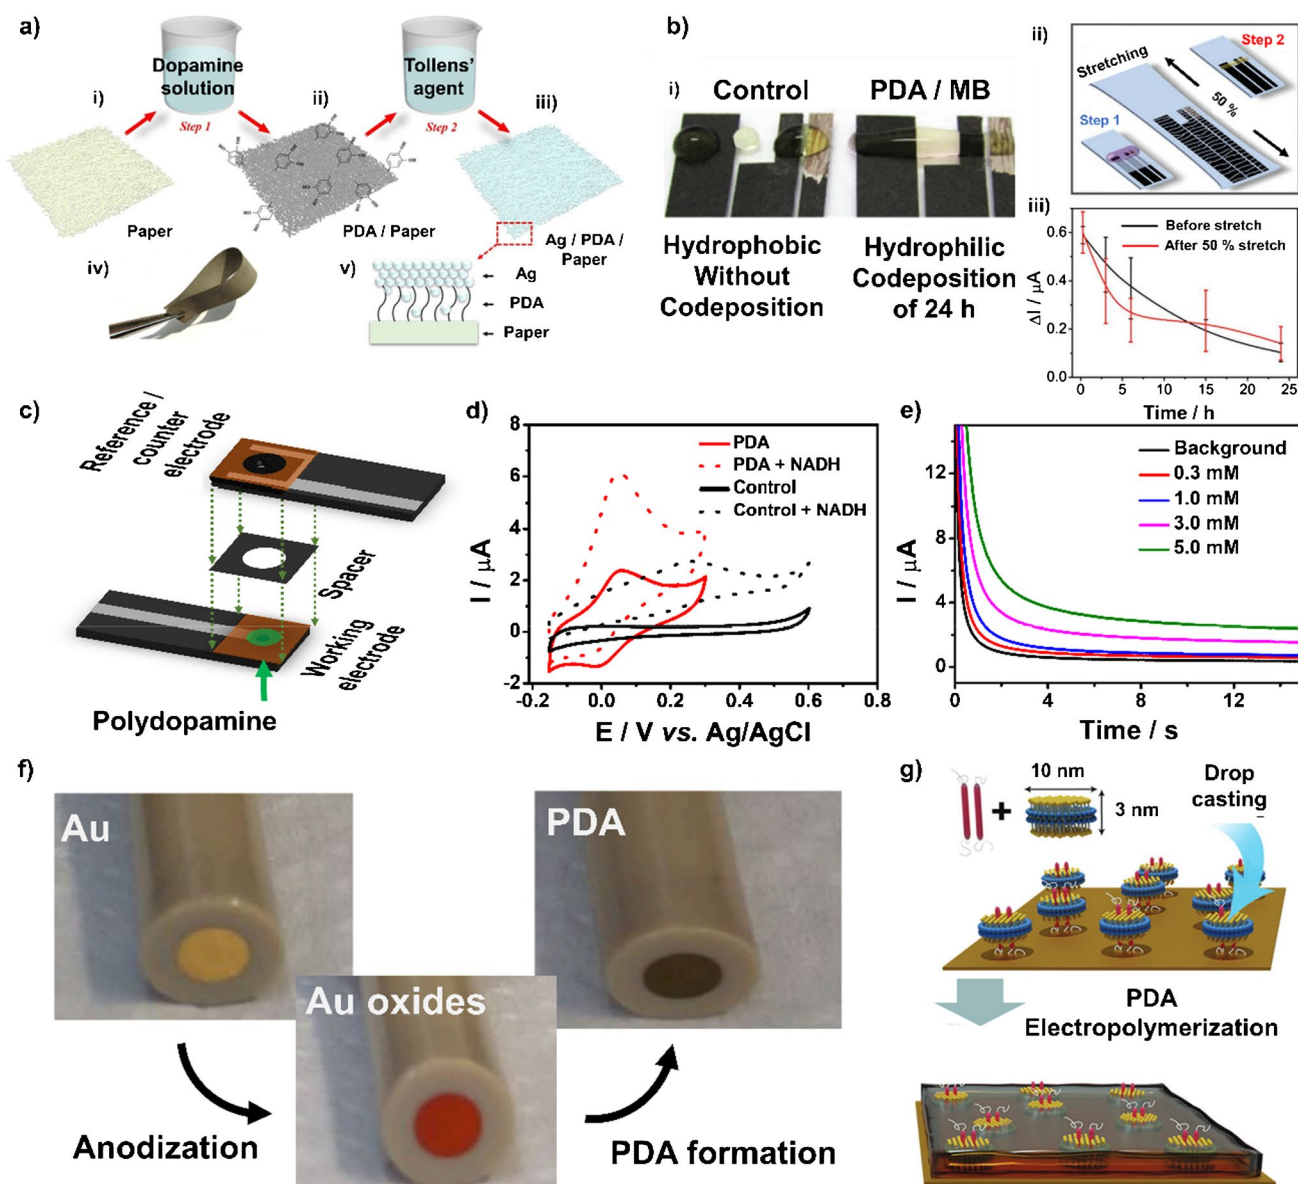 a)
Dopamine
solution
Tollens'
agent
i)
Step 1
ii)
Step 2
iii)
Paper
PDA / Paper
Ag / PDA /
Paper
iv)
v)
Ag
PDA
Paper
b)
i)
Control
PDA / MB
Hydrophobic
Without
Codeposition
Hydrophilic
Codeposition
of 24 h
ii)
Step 2
Stretching
50 %
Step 1
iii)
Before stretch
After 50 % stretch
ΔI / µA
0.6
0.4
0.2
0.0
0 5 10 15 20 25
Time / h
c)
Reference /
counter
electrode
Spacer
Working
electrode
Polydopamine
d)
PDA
PDA + NADH
Control
Control + NADH
I / µA
8
6
4
2
0
-2
-0.2 0.0 0.2 0.4 0.6 0.8
E / V vs. Ag/AgCl
e)
Background
0.3 mM
1.0 mM
3.0 mM
5.0 mM
I / µA
12
8
4
0
0 4 8 12
Time / s
f)
Au
Au oxides
PDA
Anodization
PDA formation
g)
10 nm
3 nm
Drop
casting
PDA
Electropolymerization